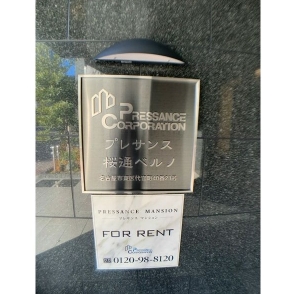 PRESSANCE
CORPORATION
プレサンス
桜通ベルノ
PRESSANCE MANSION
FOR RENT
0120-98-8120